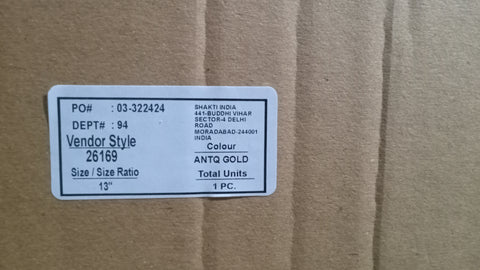 PO# : 03-322424
DEPT# : 94
Vendor Style
26169
Size / Size Ratio
13"
SHAKTI INDIA
441-BUDDHI VIHAR
SECTOR-4 DELHI
ROAD
MORADABAD-244001
INDIA
Colour
ANTQ GOLD
Total Units
1 PC.